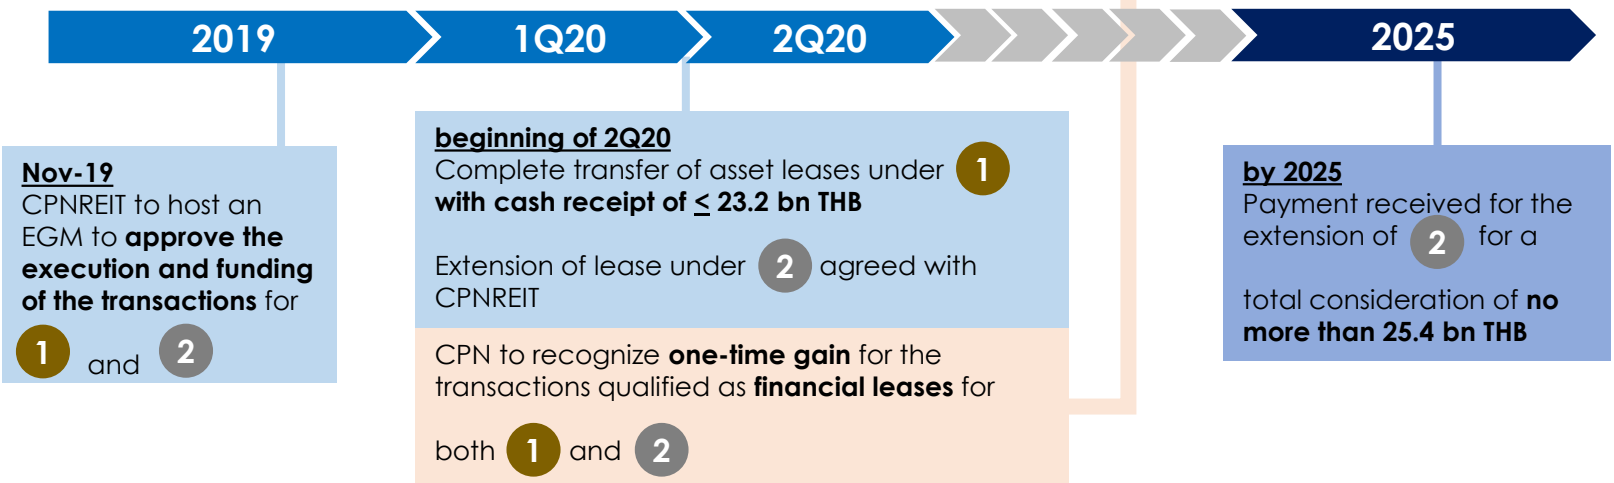 2019
1Q20
2Q20
2025
Nov-19
CPNREIT to host an
EGM to approve the
execution and funding
of the transactions for
1 and 2
beginning of 2Q20
Complete transfer of asset leases under 1
with cash receipt of ≤ 23.2 bn THB
Extension of lease under 2 agreed with
CPNREIT
CPN to recognize one-time gain for the
transactions qualified as financial leases for
both 1 and 2
by 2025
Payment received for the
extension of 2 for a
total consideration of no
more than 25.4 bn THB